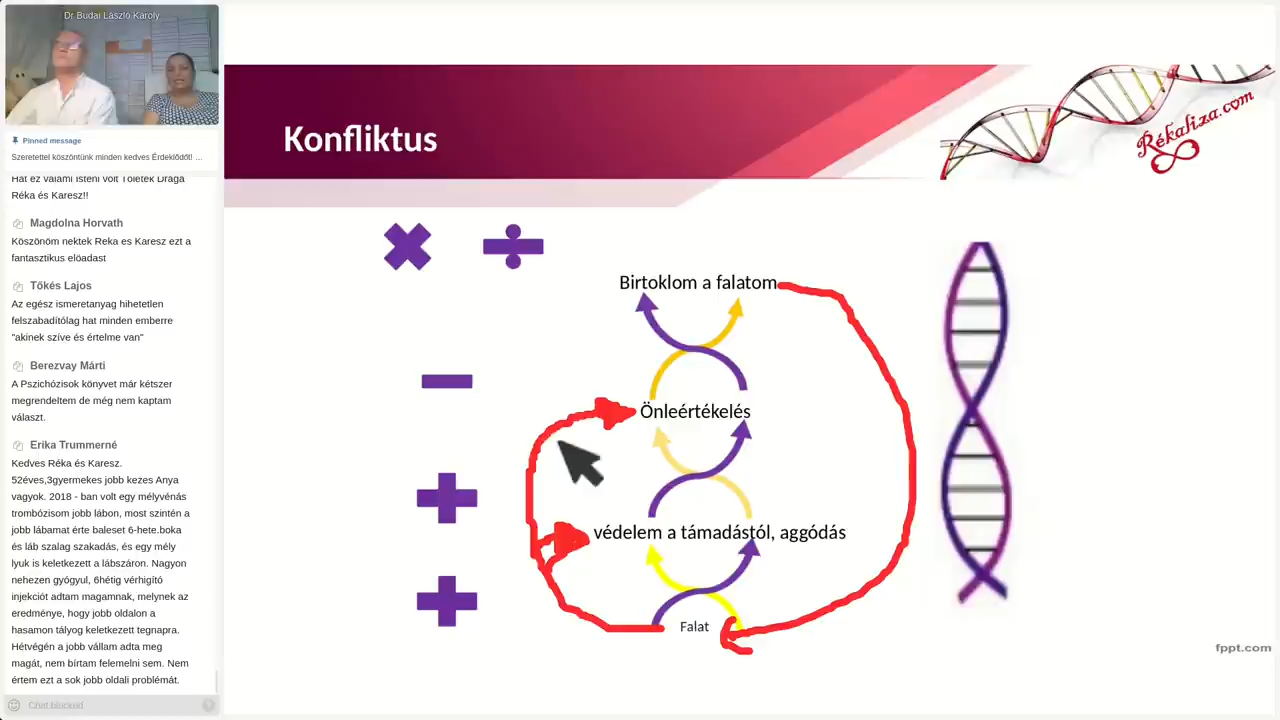 Dr Budai László Károly
Pinned message
Szeretettel köszöntünk minden kedves Érdeklődőt! ...
Hát ez valami Isteni volt Tőletek Drága
Réka és Karesz!!
Magdolna Horvath
Köszönöm nektek Reka es Karesz ezt a
fantasztikus elöadast
Tőkés Lajos
Az egész ismeretanyag hihetetlen
felszabadítólag hat minden emberre
"akinek szíve és értelme van"
Berezvay Márti
A Pszichózisok könyvet már kétszer
megrendeltem de még nem kaptam
választ.
Erika Trummerné
Kedves Réka és Karesz.
52éves,3gyermekes jobb kezes Anya
vagyok. 2018 - ban volt egy mélyvénás
trombózisom jobb lábon, most szintén a
jobb lábamat érte baleset 6-hete.boka
és láb szalag szakadás, és egy mély
lyuk is keletkezett a lábszáron. Nagyon
nehezen gyógyul, 6hétig vérhigító
injekciót adtam magamnak, melynek az
eredménye, hogy jobb oldalon a
hasamon tályog keletkezett tegnapra.
Hétvégén a jobb vállam adta meg
magát, nem bírtam felemelni sem. Nem
értem ezt a sok jobb oldali problémát.
Chat blocked
Konfliktus
Rékaliza.com
Birtoklom a falatom
Önleértékelés
védelem a támadástól, aggódás
Falat
fppt.com